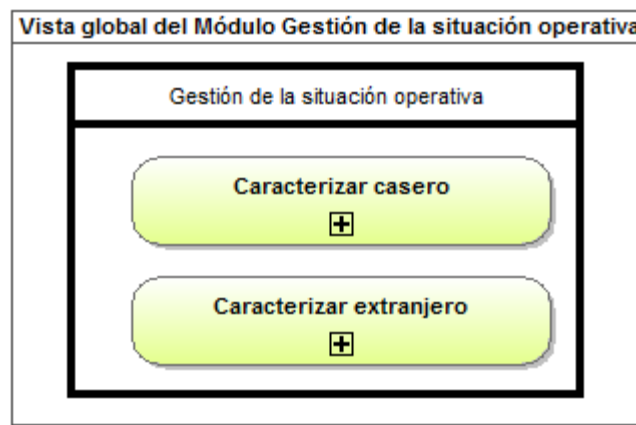 Vista global del Módulo Gestión de la situación operativa
Gestión de la situación operativa
Caracterizar casero
Caracterizar extranjero